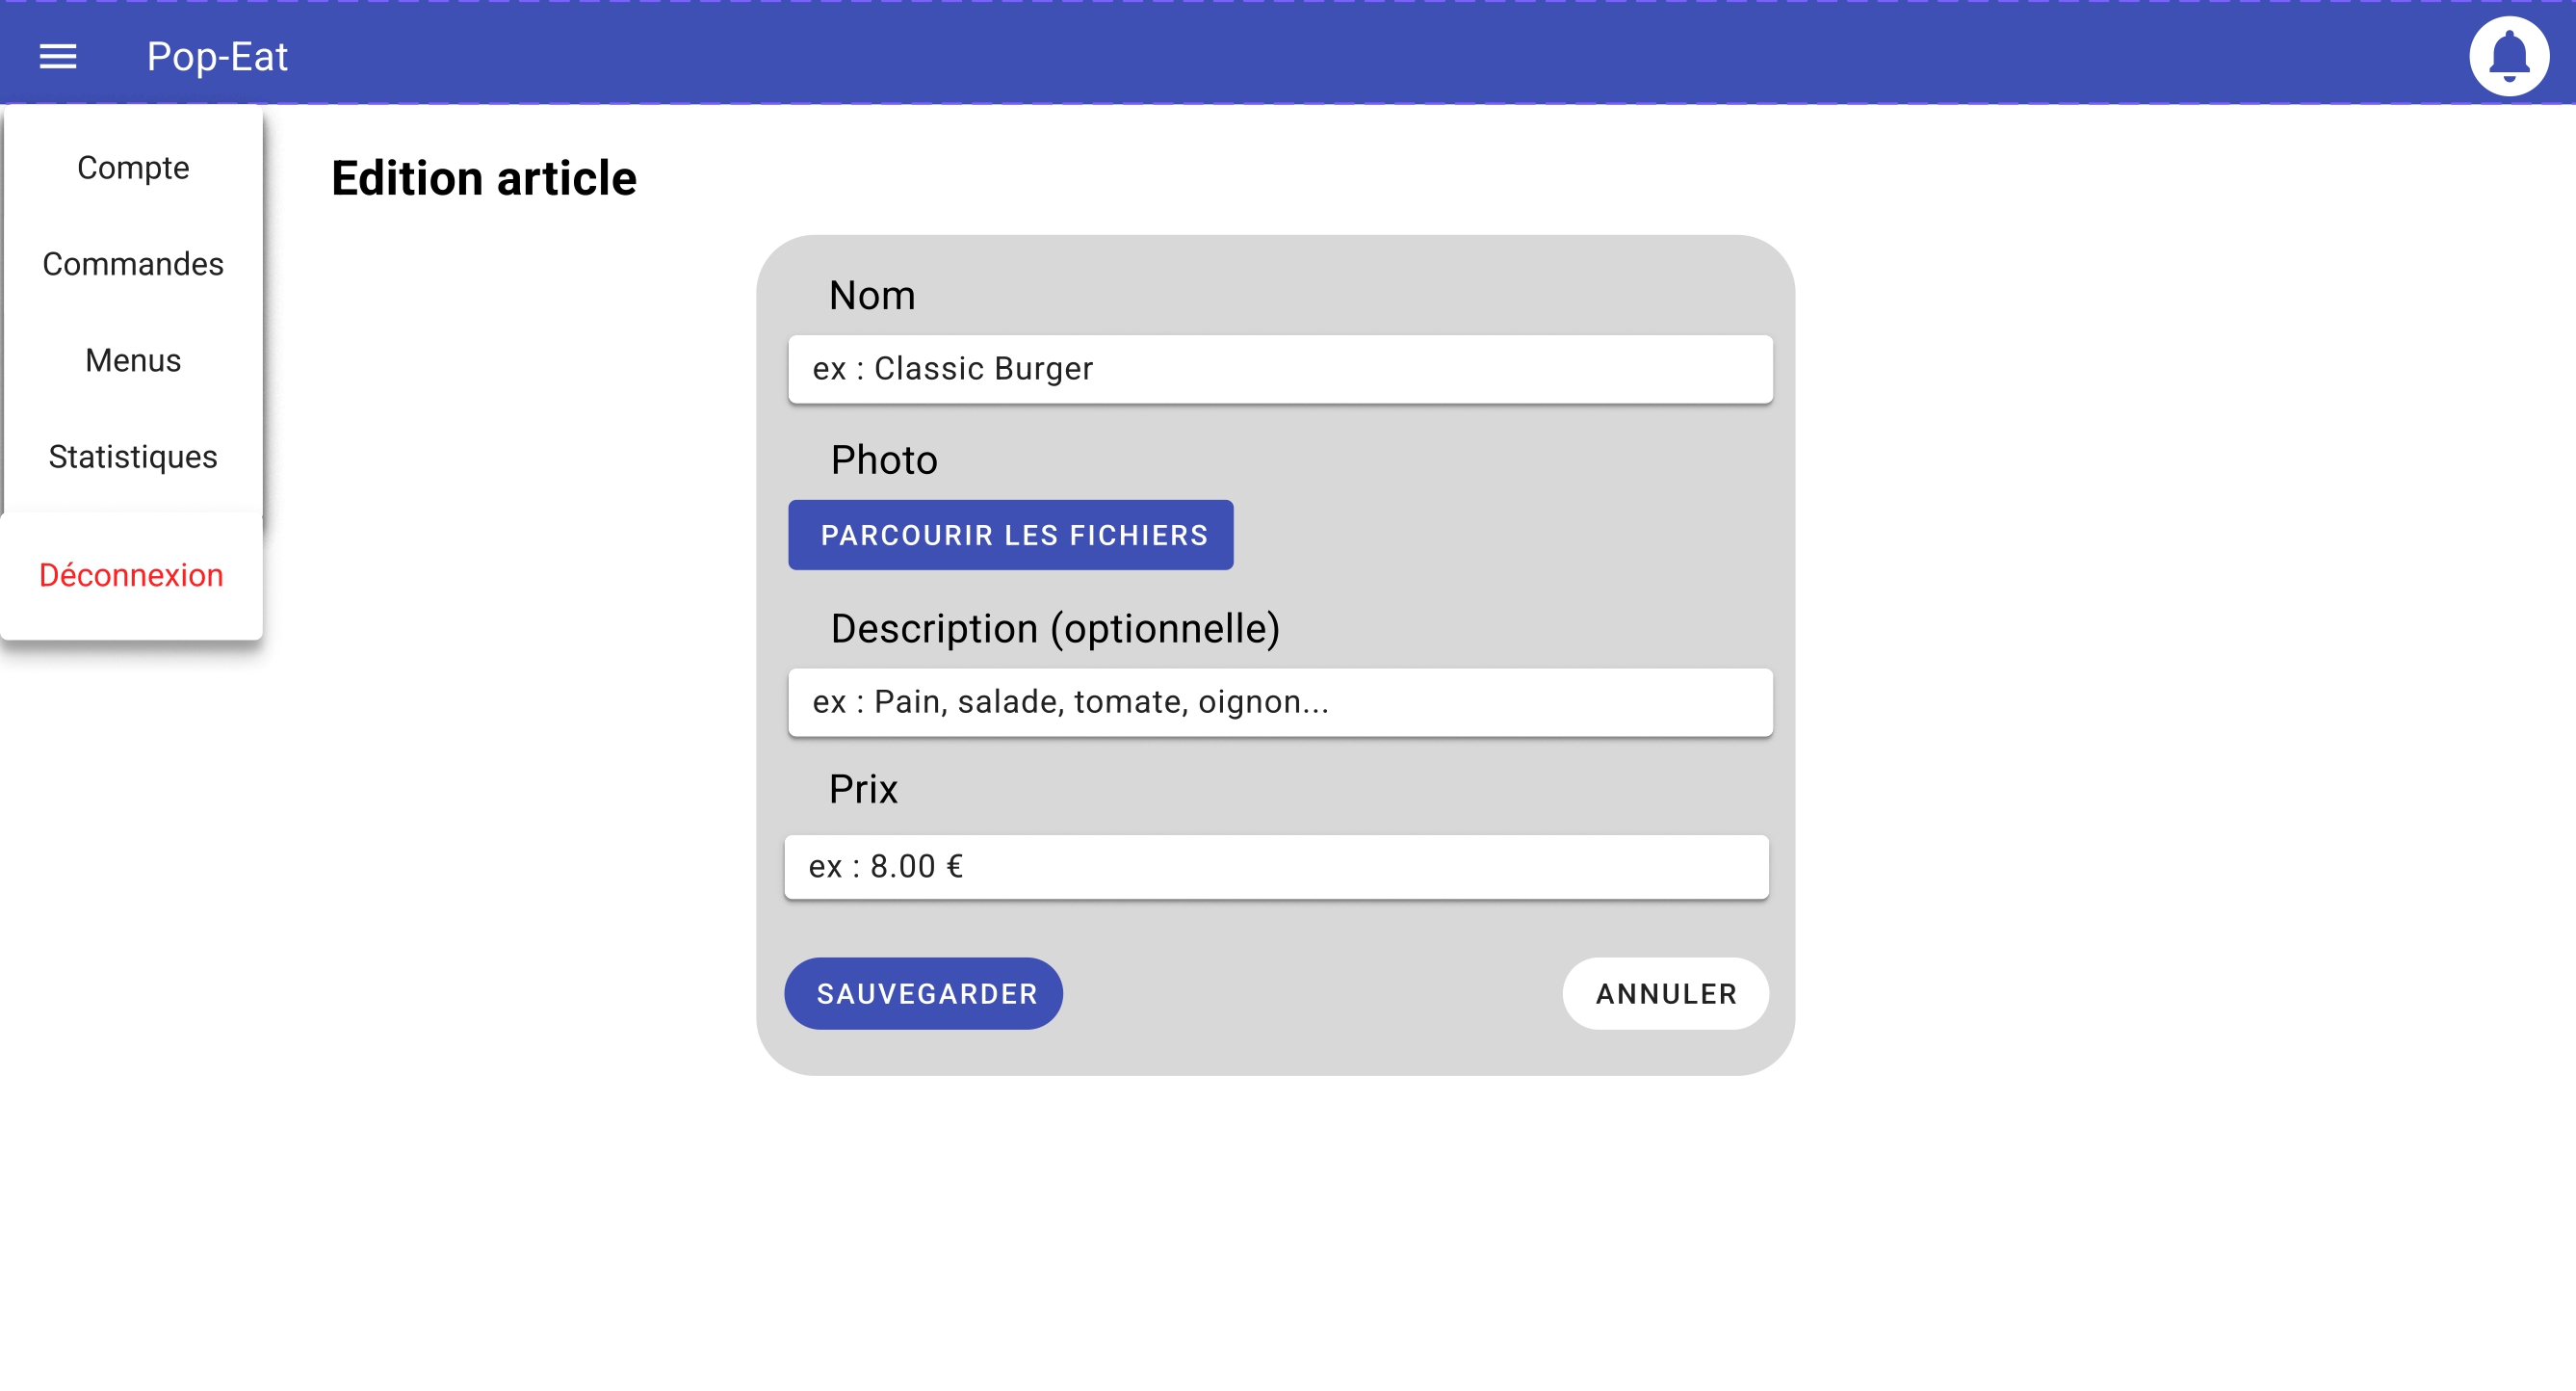 Pop-Eat
Compte
Commandes
Menus
Statistiques
Déconnexion
Edition article
Nom
ex : Classic Burger
Photo
PARCOURIR LES FICHIERS
Description (optionnelle)
ex : Pain, salade, tomate, oignon...
Prix
ex : 8.00 €
SAUVEGARDER
ANNULER